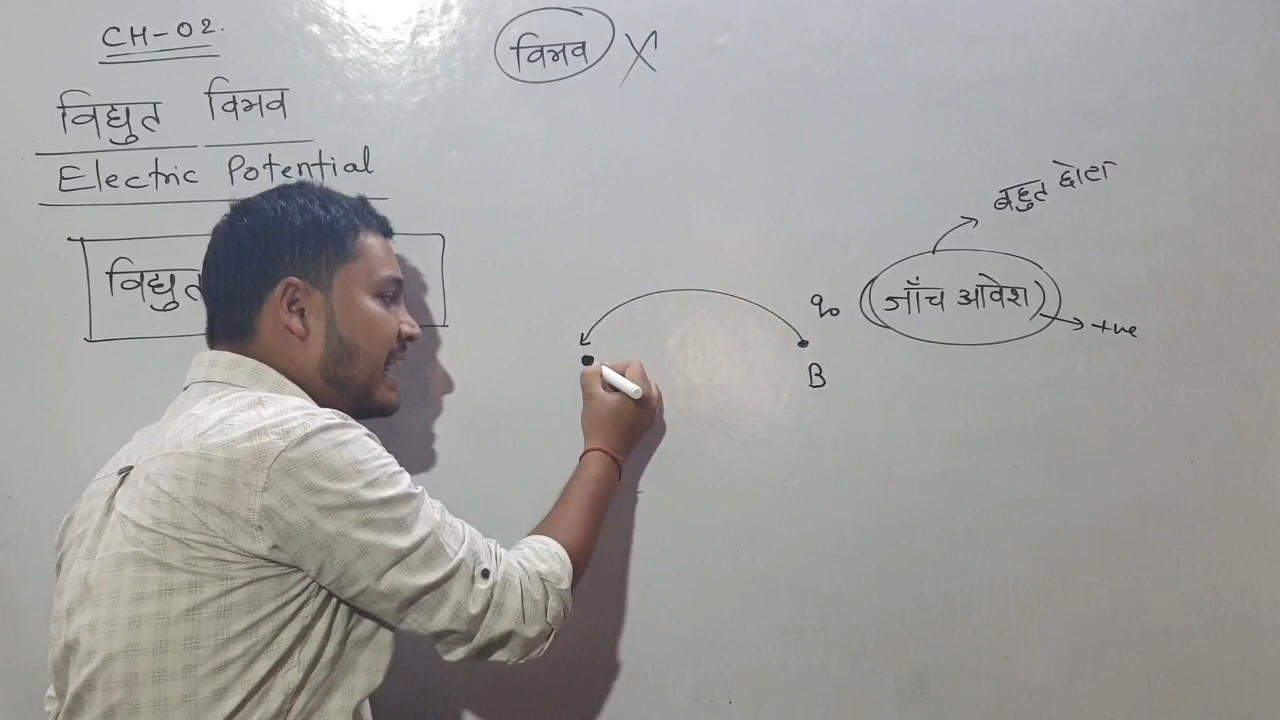 CH-02.
विद्युत विभव
Electric Potential
विद्युत
विभव X
बहुत छोटा
q₀ जाँच आवेश +ve
B